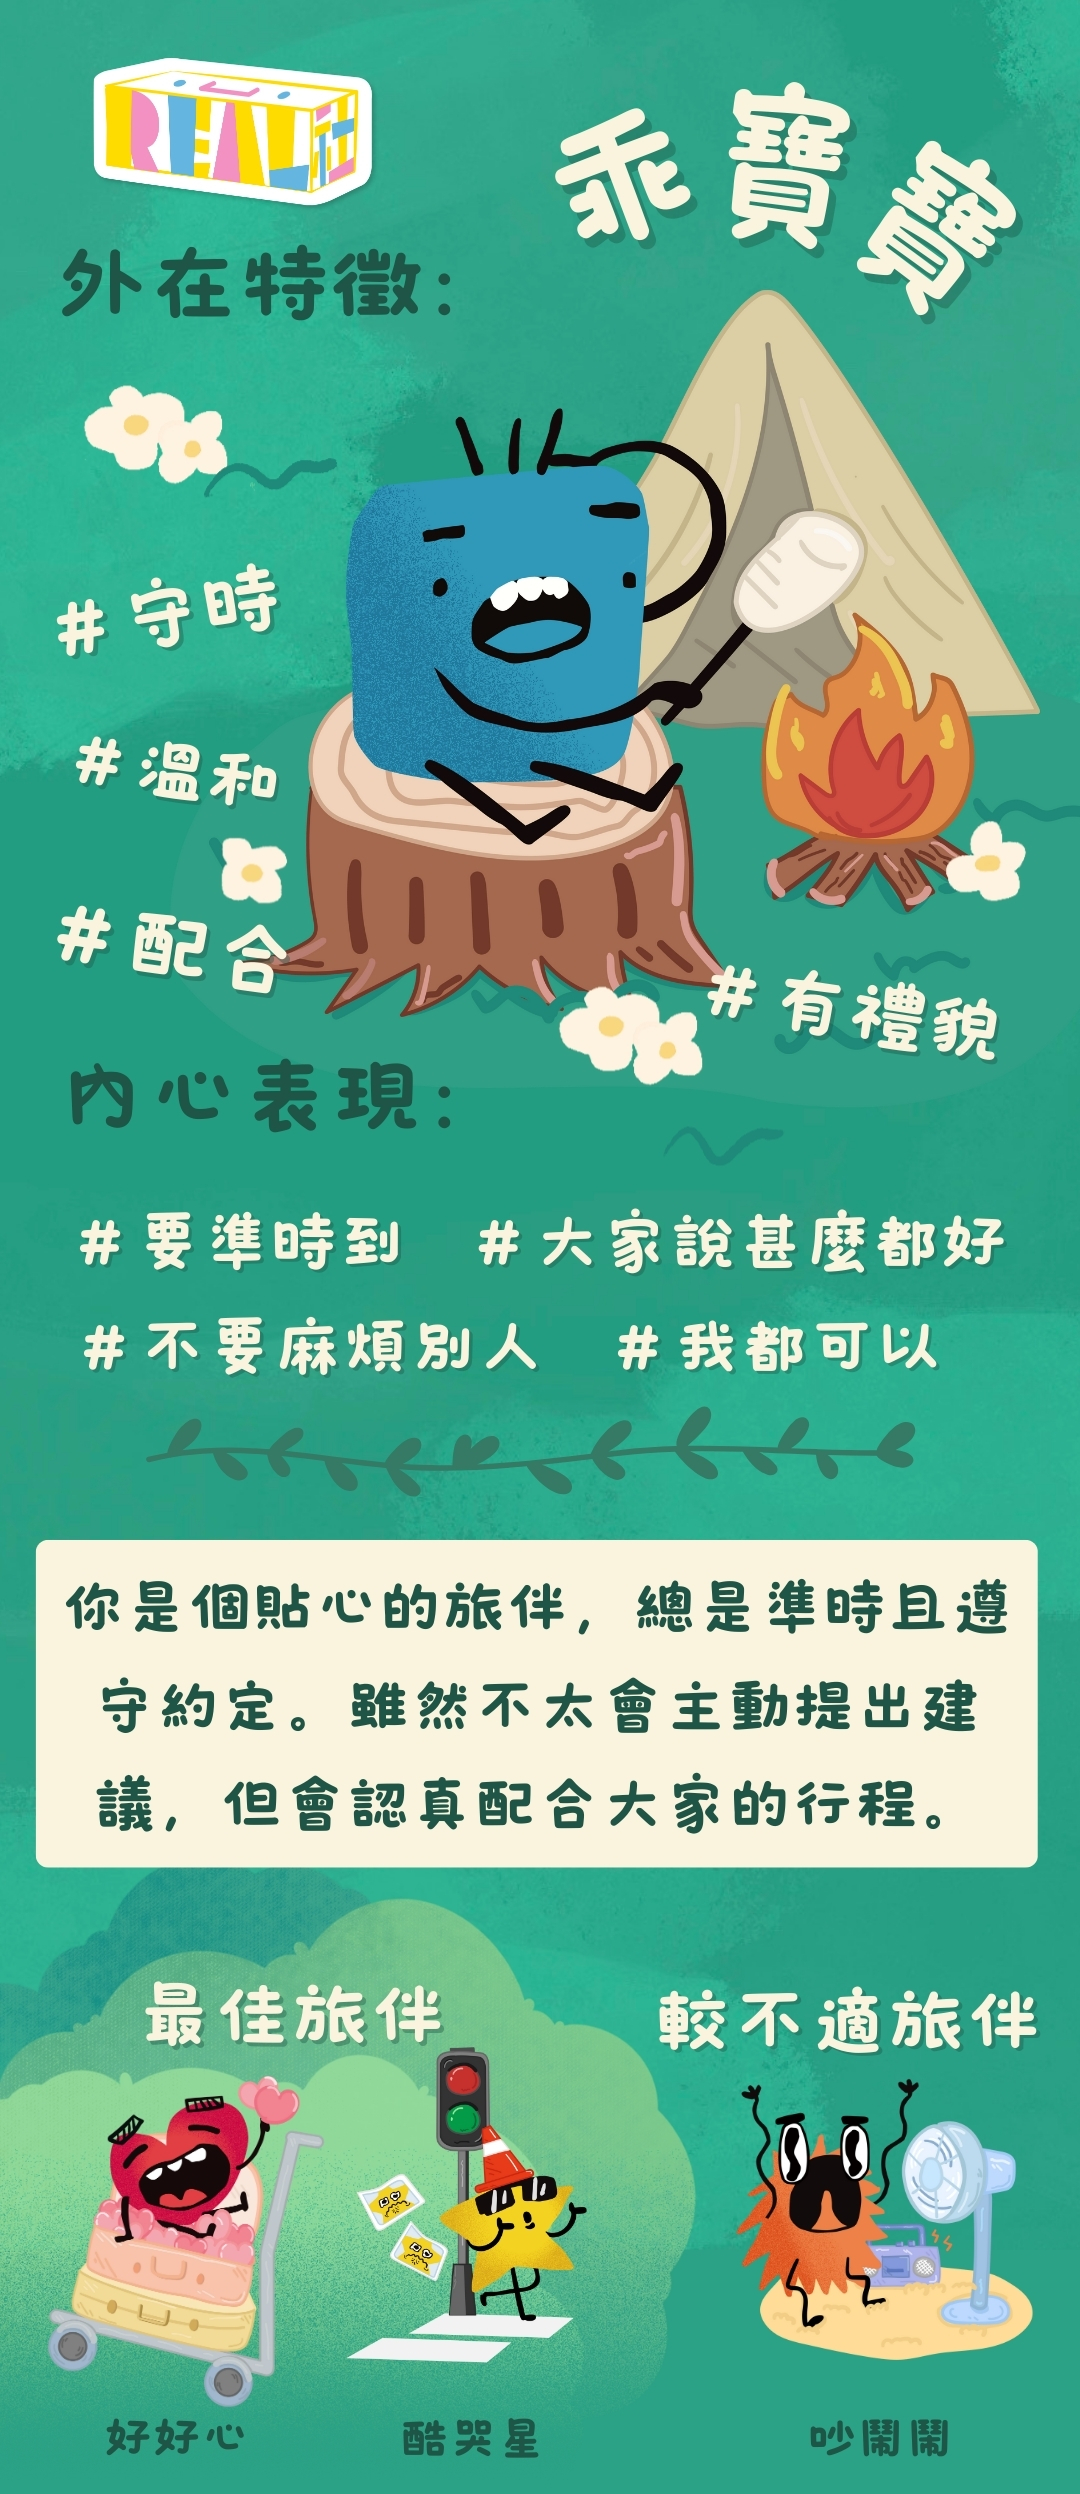 REAL社
乖寶寶
外在特徵：
#守時
#溫和
#配合
#有禮貌
內心表現：
#要準時到 #大家說甚麼都好
#不要麻煩別人 #我都可以
你是個貼心的旅伴，總是準時且遵
守約定。雖然不太會主動提出建
議，但會認真配合大家的行程。
最佳旅伴 較不適旅伴
好好心 酷哭星 吵鬧鬧